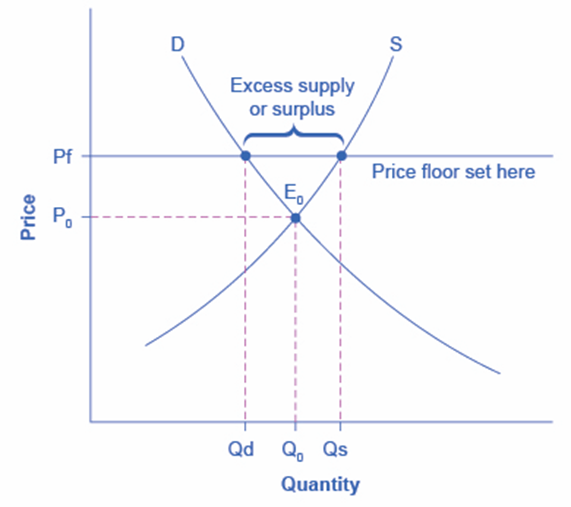 D
S
Excess supply
or surplus
Pf
Price floor set here
E₀
P₀
Price
Qd
Q₀
Qs
Quantity